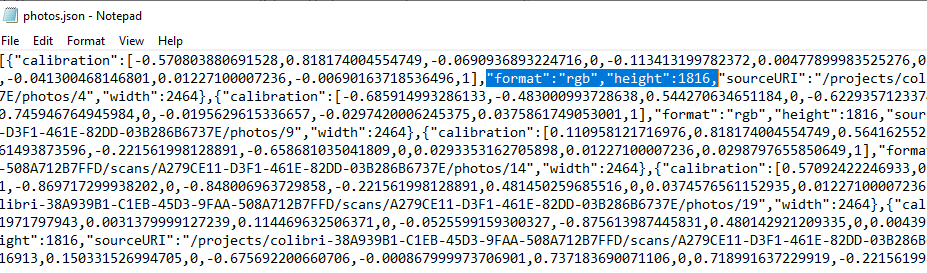 photos.json - Notepad
File Edit Format View Help
[{"calibration":[-0.570803880691528,0.818174004554749,-0.0690936893224716,0,-0.113413199782372,0.00477899983525276,0
,-0.041300468146801,0.01227100007236,-0.00690163718536496,1],"format":"rgb","height":1816,"sourceURI":"/projects/col
7E/photos/4","width":2464},{"calibration":[-0.685914993286133,-0.483000993728638,0.544270634651184,0,-0.622935712337
0.745946764945984,0,-0.0195629615336657,-0.0297420006245375,0.0375861749053001,1],"format":"rgb","height":1816,"sour
-D3F1-461E-82DD-03B286B6737E/photos/9","width":2464},{"calibration":[0.110958121716976,0.818174004554749,0.564162552
61493873596,-0.221561998128891,-0.658681035041809,0,0.0293353162705898,0.01227100007236,0.0298797655850649,1],"forma
-508A712B7FFD/scans/A279CE11-D3F1-461E-82DD-03B286B6737E/photos/14","width":2464},{"calibration":[0.57092422246933,0
1,-0.869717299938202,0,-0.848006963729858,-0.221561998128891,0.481450259685516,0,0.0374576561152935,0.01227100007236
libri-38A939B1-C1EB-45D3-9FAA-508A712B7FFD/scans/A279CE11-D3F1-461E-82DD-03B286B6737E/photos/19","width":2464},{"cal
1971797943,0.0031379999127239,0.114469632506371,0,-0.0525599159300327,-0.875613987445831,0.480142921209335,0,0.00439
ight":1816,"sourceURI":"/projects/colibri-38A939B1-C1EB-45D3-9FAA-508A712B7FFD/scans/A279CE11-D3F1-461E-82DD-03B286B
16913,0.150331526994705,0,-0.675692200660706,-0.000867999973706901,0.737183690071106,0,0.718991637229919,-0.22156199